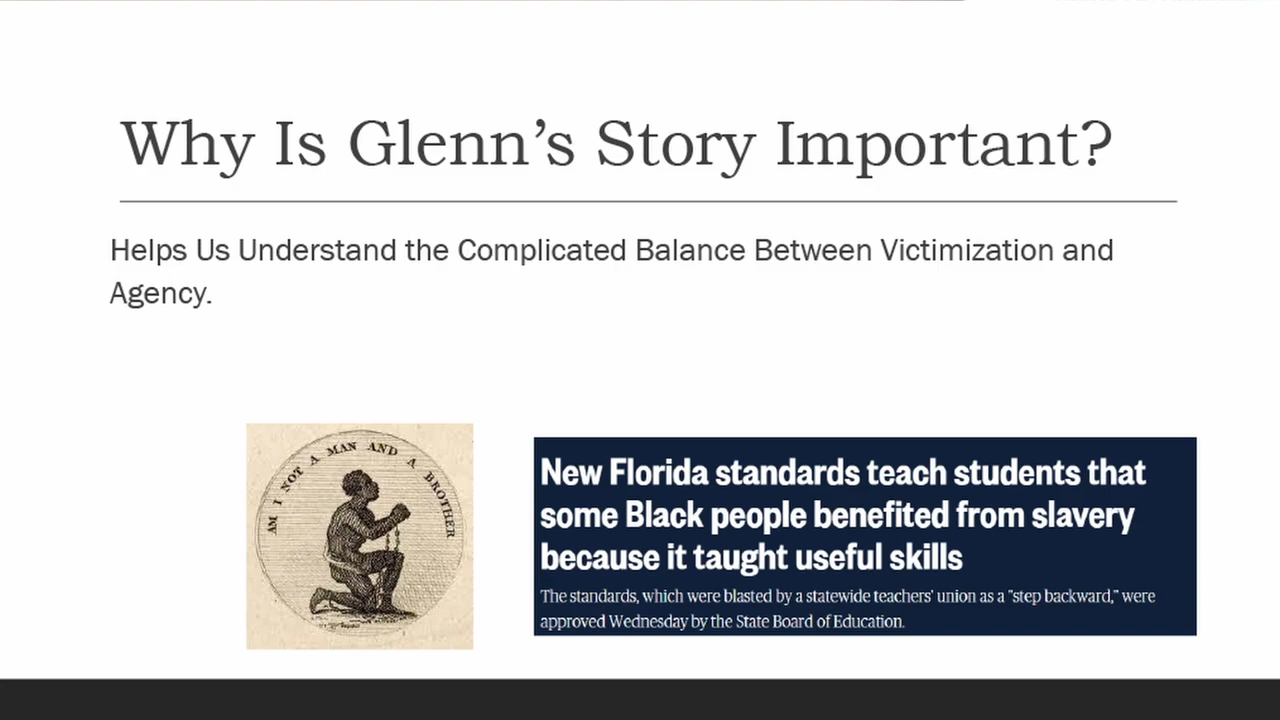 Why Is Glenn’s Story Important?
Helps Us Understand the Complicated Balance Between Victimization and
Agency.
AM I NOT A MAN AND A BROTHER
New Florida standards teach students that
some Black people benefited from slavery
because it taught useful skills
The standards, which were blasted by a statewide teachers' union as a "step backward," were
approved Wednesday by the State Board of Education.